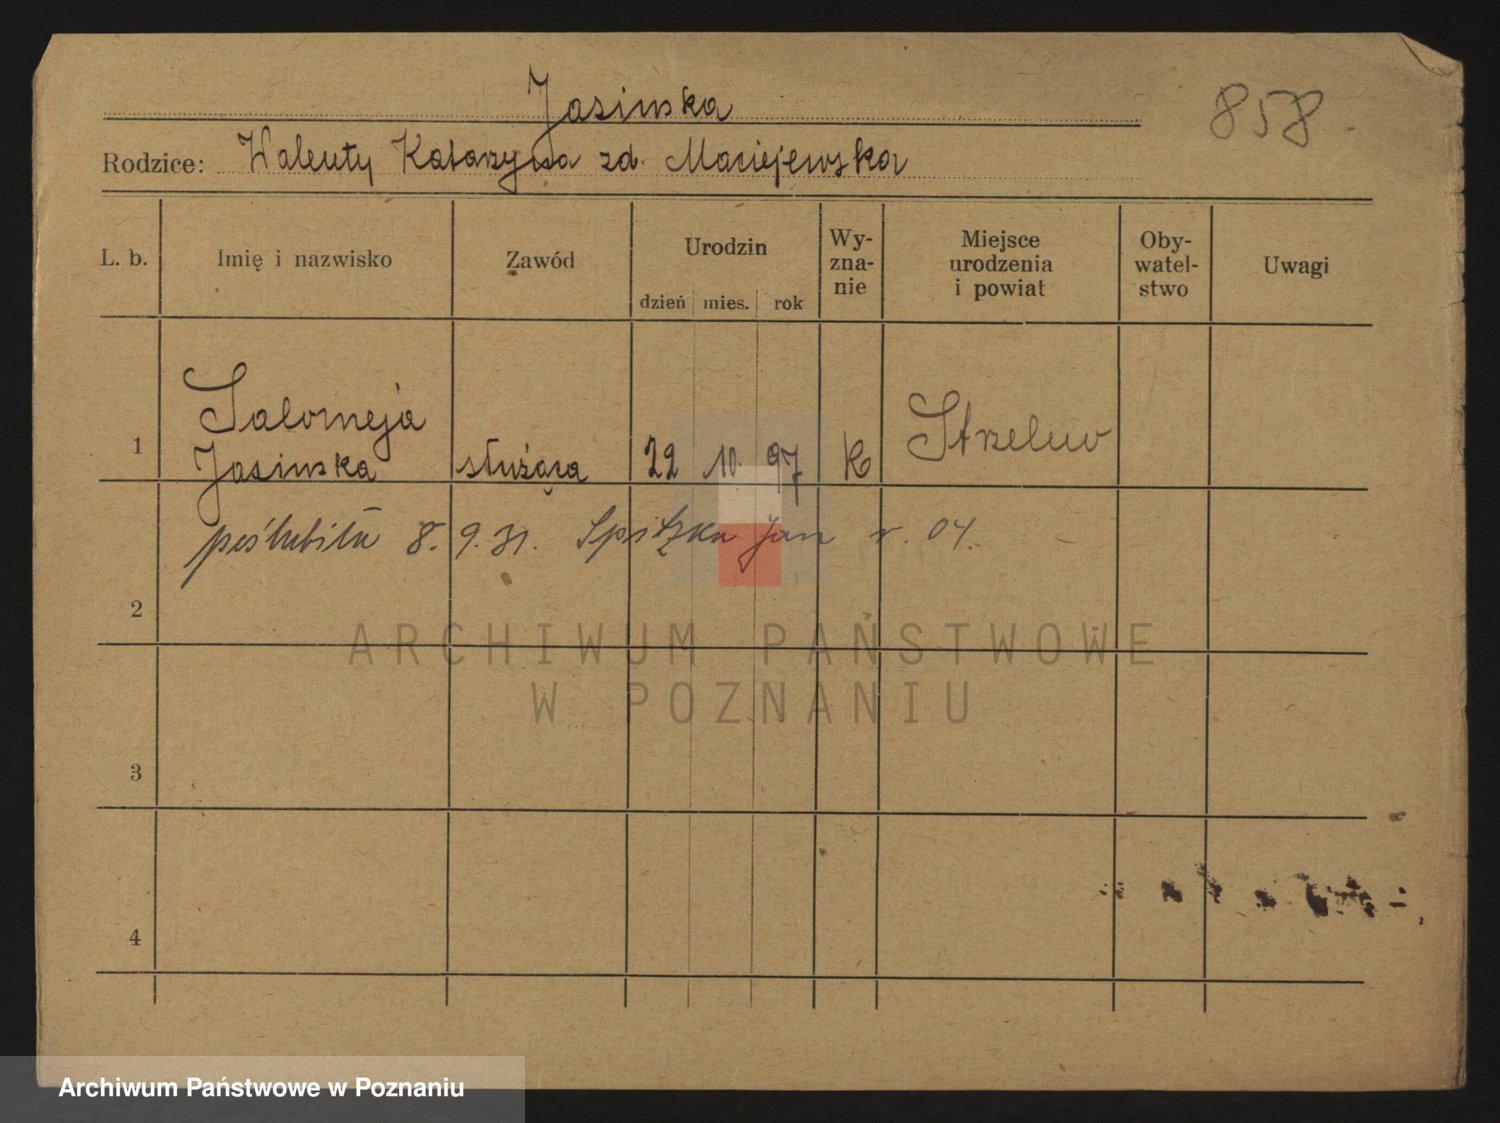 Jasinska
858
Rodzice: Walenty Katarzyna zd. Maciejewska
L. b.
Imię i nazwisko
Zawód
Urodzin
dzień mies. rok
Wy-
zna-
nie
Miejsce
urodzenia
i powiat
Oby-
watel-
stwo
Uwagi
1
Salomeja
Jasinska służąca 22 10. 97 K Strzelno
poślubiła 8. 9. 31. Jan r. 04.
2
3
4
ARCHIWUM PAŃSTWOWE
W POZNANIU
Archiwum Państwowe w Poznaniu